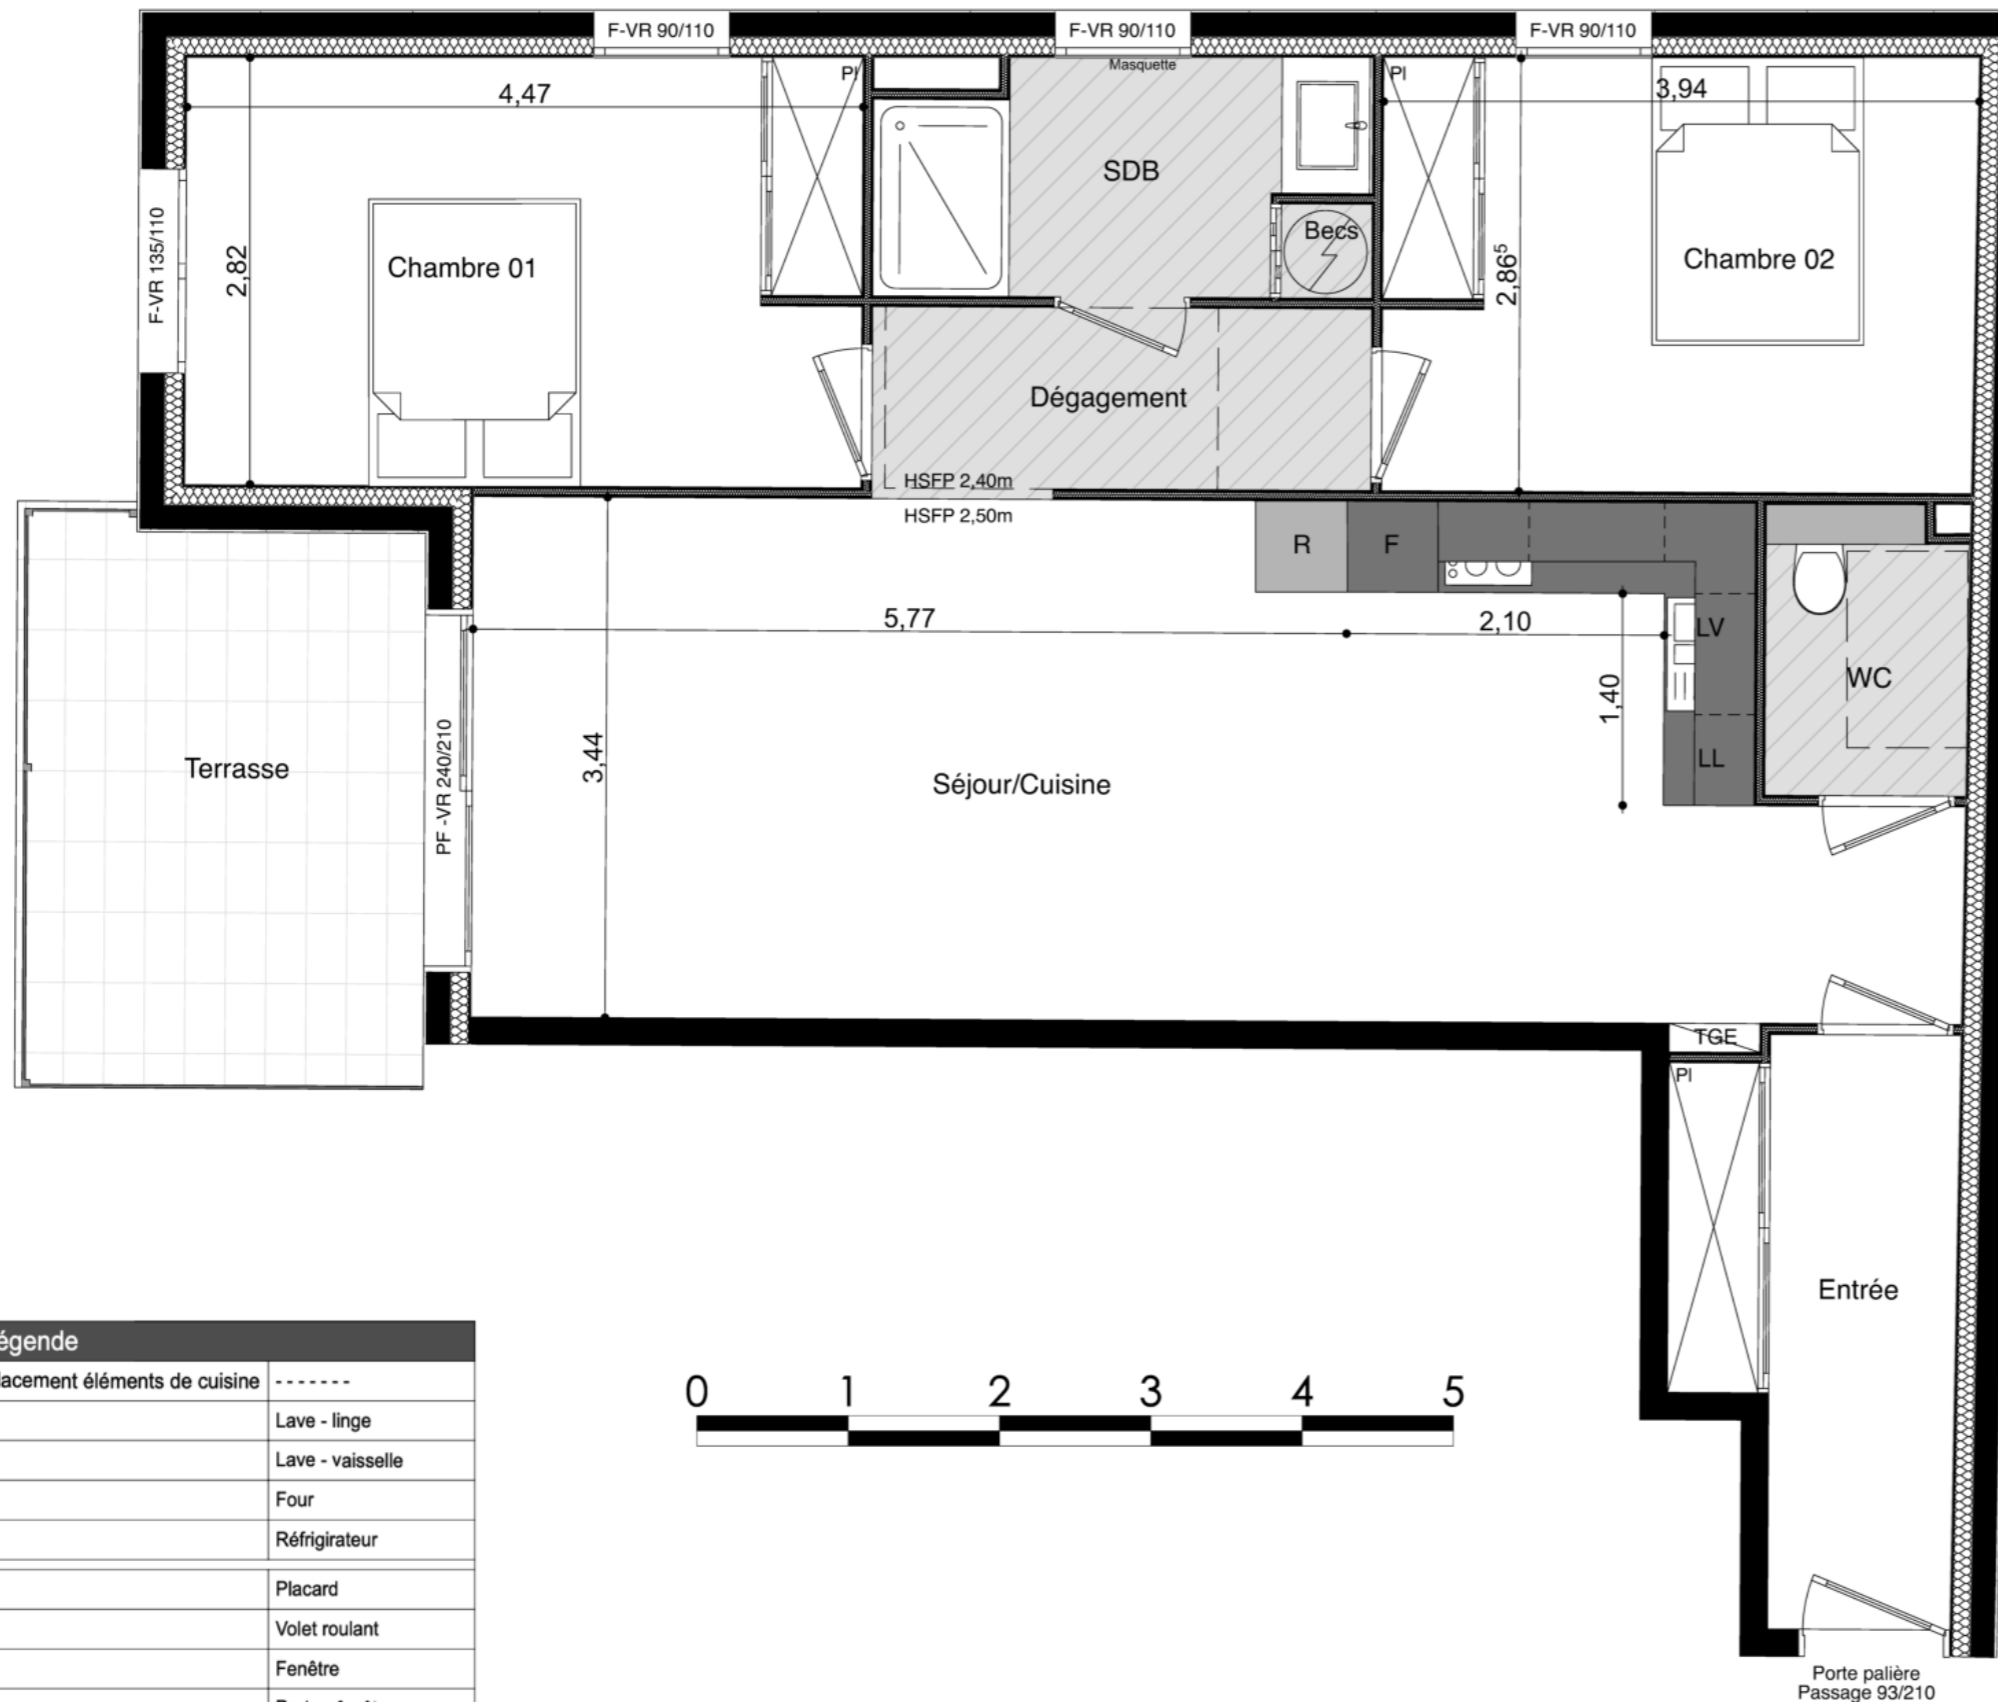 F-VR 90/110
F-VR 90/110
F-VR 90/110
Masquette
Pl
Pl
4,47
3,94
SDB
Becs
F-VR 135/110
2,82
Chambre 01
2,86⁵
Chambre 02
Dégagement
HSFP 2,40m
HSFP 2,50m
R
F
5,77
2,10
LV
1,40
WC
LL
Terrasse
PF -VR 240/210
3,44
Séjour/Cuisine
TGE
Pl
Entrée
égende
lacement éléments de cuisine -------
Lave - linge
Lave - vaisselle
Four
Réfrigirateur
Placard
Volet roulant
Fenêtre
0 1 2 3 4 5
Porte palière
Passage 93/210